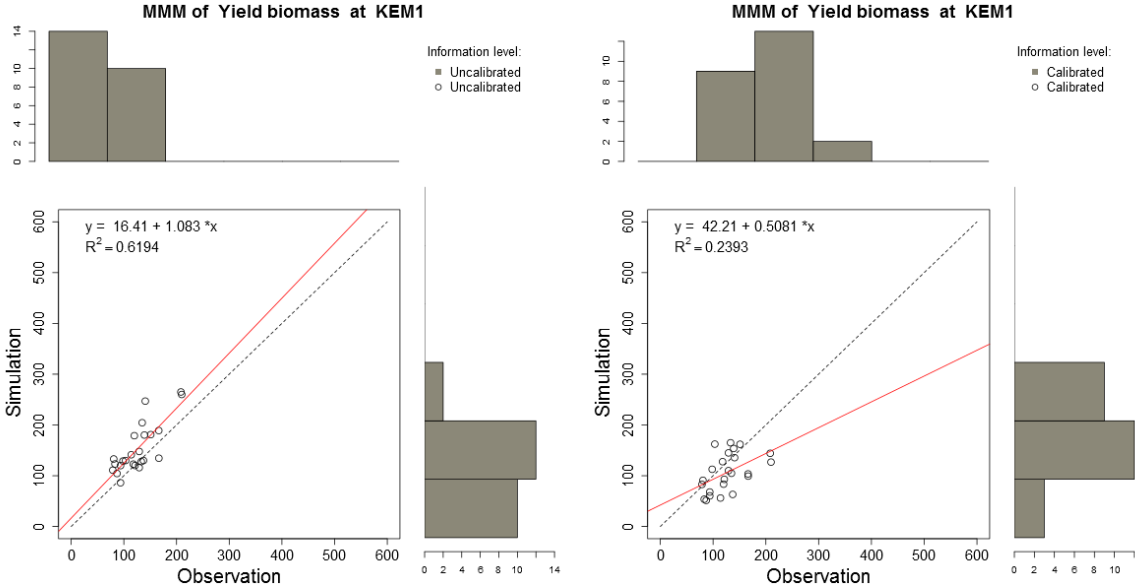 MMM of  Yield biomass  at  KEM1
14
10
8
6
4
2
0
Information level:
Uncalibrated
Uncalibrated
y =  16.41 + 1.083 *x
R2 = 0.6194
600
500
400
300
200
100
0
Simulation
0 100 200 300 400 500 600
Observation
0 2 4 6 8 10 14
MMM of  Yield biomass  at  KEM1
10
8
6
4
2
0
Information level:
Calibrated
Calibrated
y =  42.21 + 0.5081 *x
R2 = 0.2393
600
500
400
300
200
100
0
Simulation
0 100 200 300 400 500 600
Observation
0 2 4 6 8 10